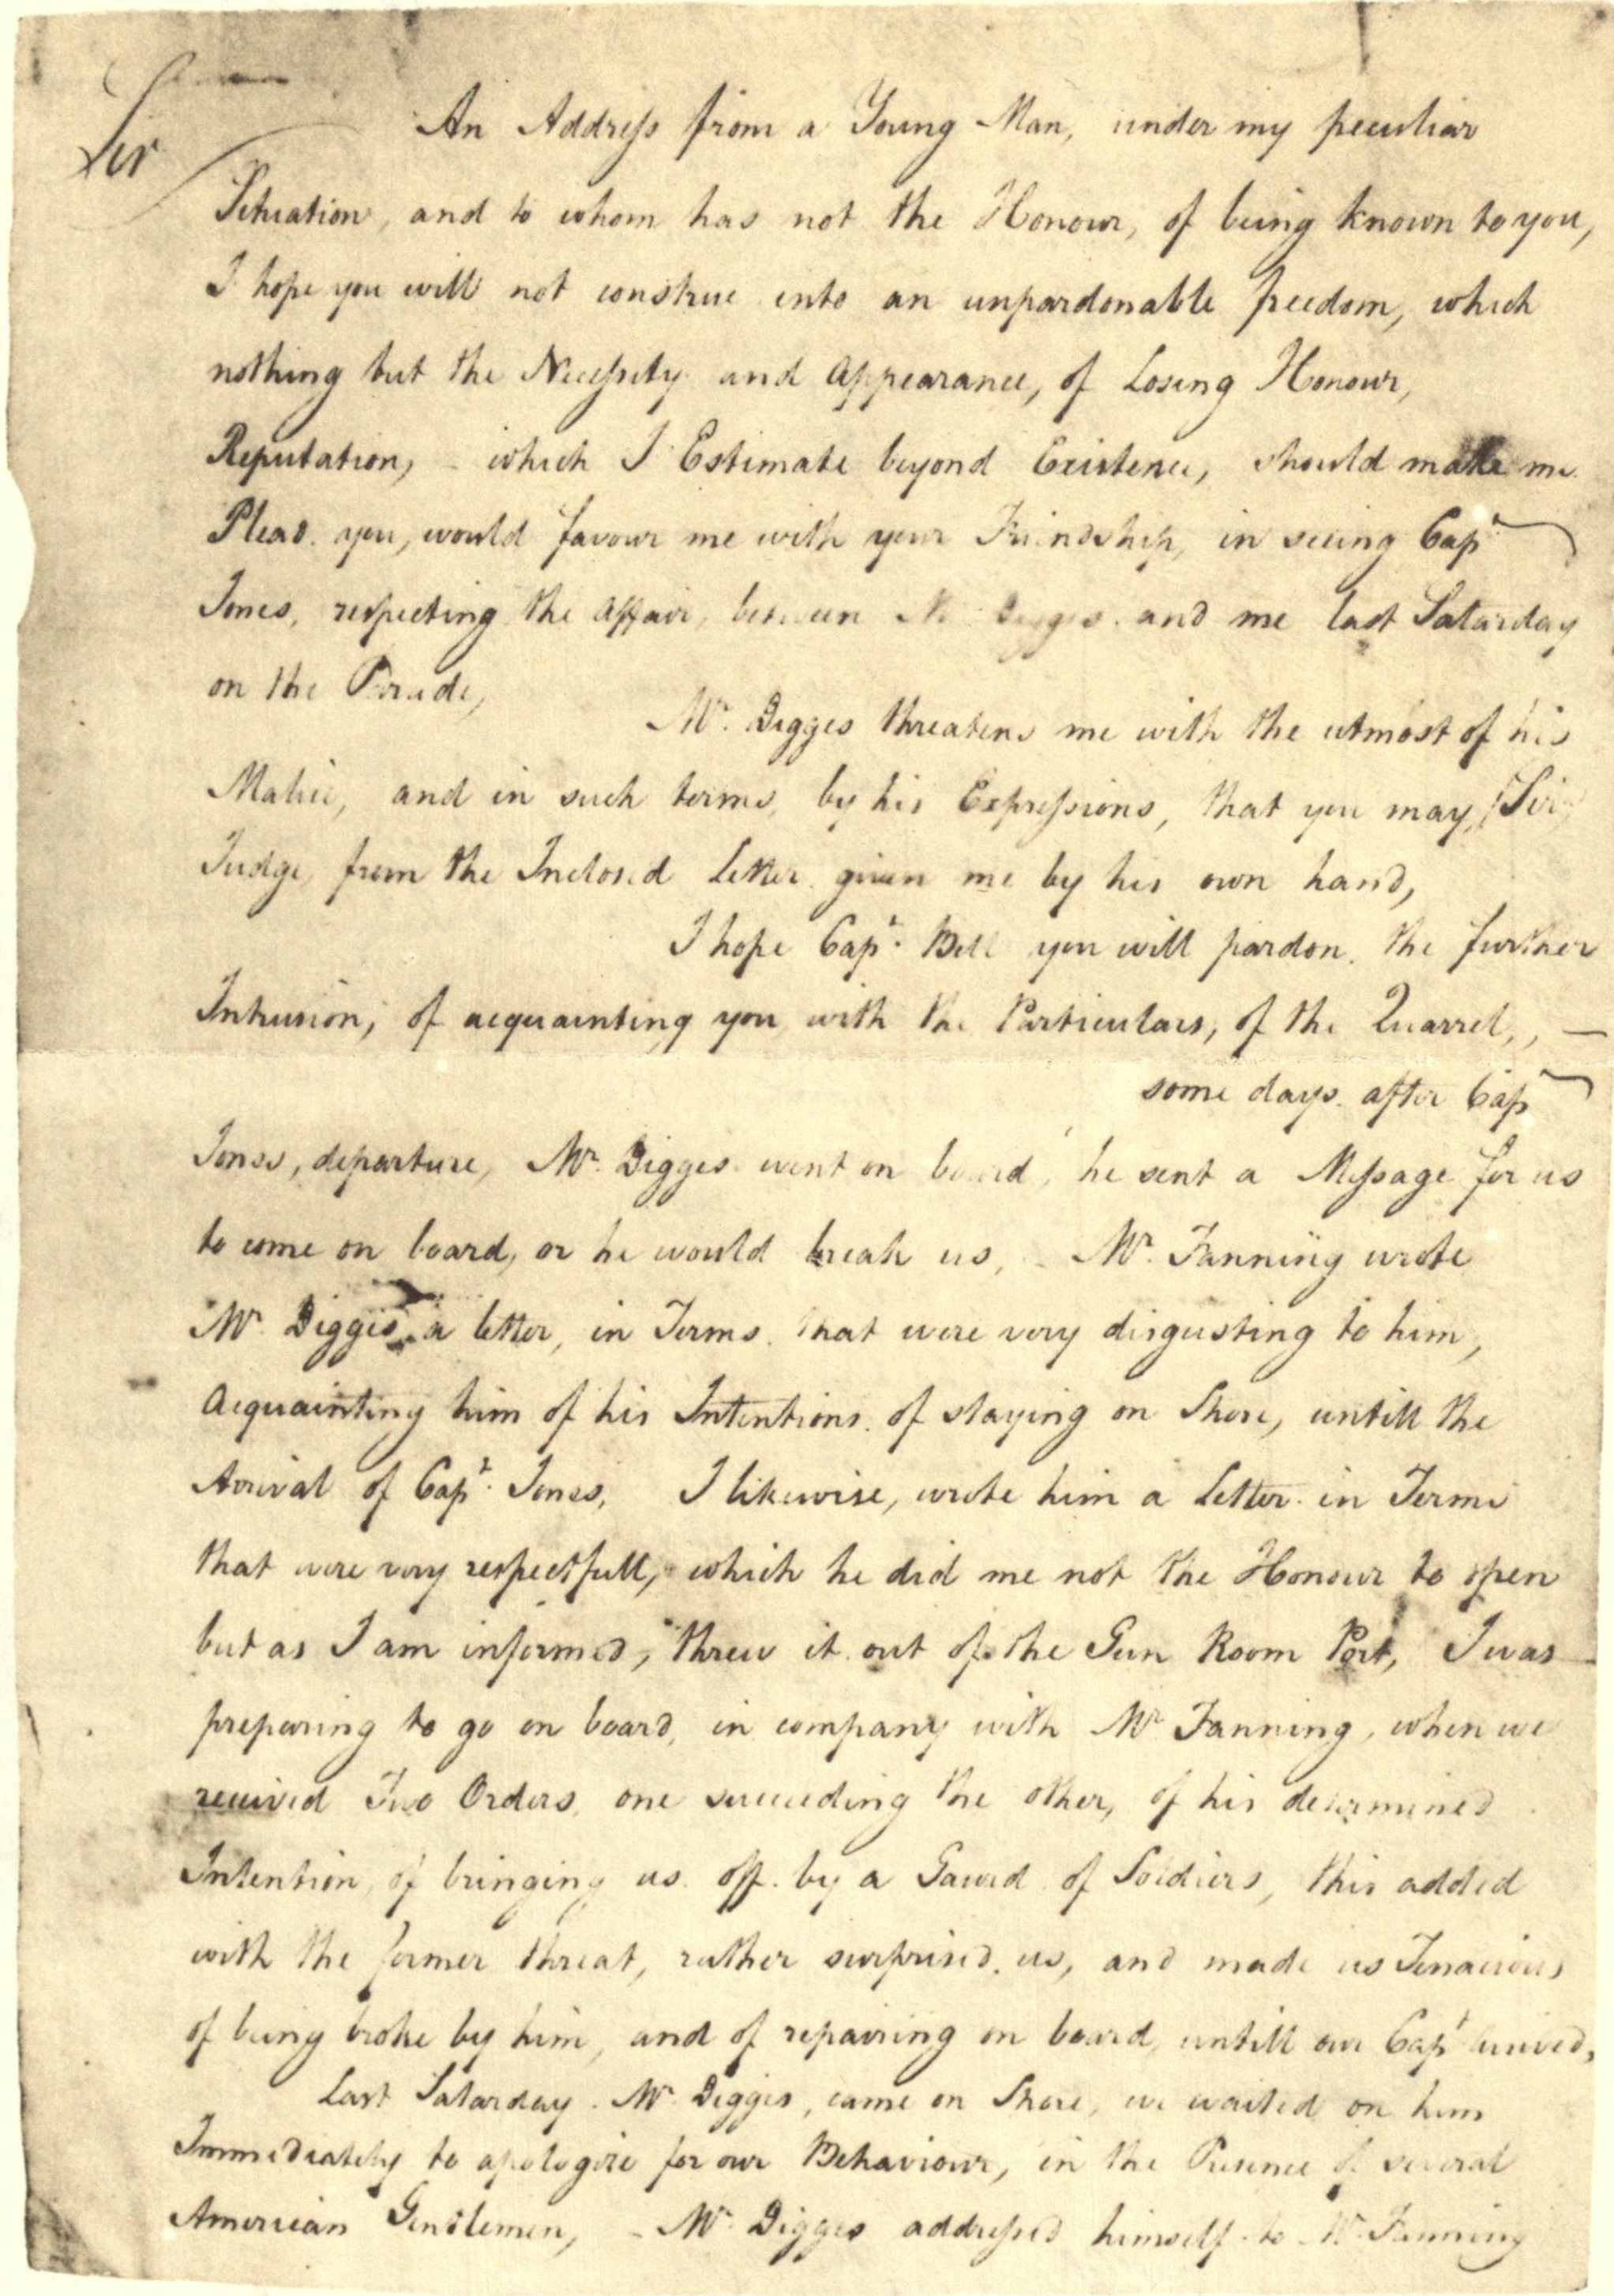 Sir
An Address from a Young Man, under my peculiar
Situation, and to whom has not the Honour, of being known to you,
I hope you will not construe into an unpardonable freedom, which
nothing but the Necessity and Appearance, of Losing Honour,
Reputation, - which I Estimate beyond Existence, should make me
Plead you, would favour me with your Friendship, in seeing Capt
Jones, respecting the Affair, between Mr Digges and me last Saturday
on the Parade,
Mr. Digges threatens me with the utmost of his
Malice, and in such terms, by his Expressions, that you may, (Sir)
Judge, from the Inclosed Letter given me by his own hand,
I hope Capt. Bell you will pardon the further
Intrusion, of acquainting you with the Particulars, of the Quarrel, —
some days after Capt
Jones, departure, Mr. Digges went on board, he sent a Message for us
to come on board, or he would break us, - Mr. Fanning wrote
Mr. Digges a letter, in Terms that were very disgusting to him,
Acquainting him of his Intentions of staying on Shore, untill the
Arrival of Capt. Jones, I likewise, wrote him a Letter in Terms
that were very respectfull, which he did me not the Honour to open
but as I am informed, threw it out of the Gun Room Port, I was
preparing to go on board, in company with Mr Fanning, when we
received Two Orders, one succeeding the other, of his determined
Intention, of bringing us off by a Gaurd of Soldiers, this added
with the former threat, rather surprised us, and made us Tenacious
of being broke by him, and of repairing on board, untill our Capt arrived,
Last Saturday Mr Digges, came on Shore, we waited on him
Immediately to apologize for our Behaviour, in the Presence of several
American Gentlemen, - Mr Digges addressed himself to Mr Fanning